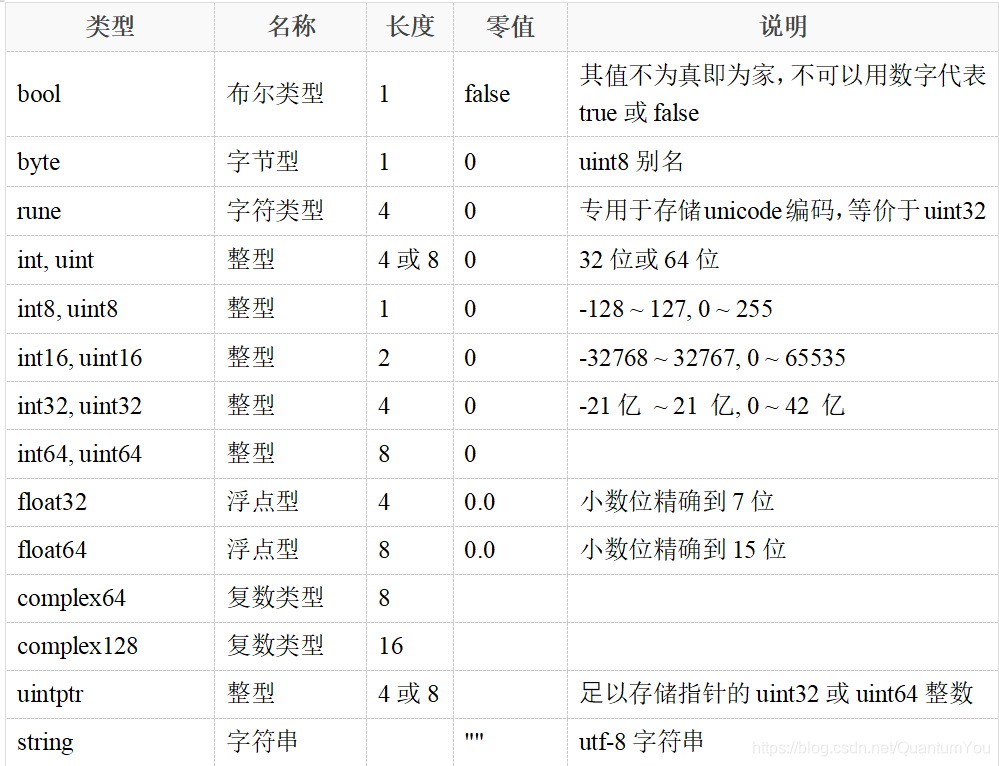 类型 名称 长度 零值 说明
bool 布尔类型 1 false 其值不为真即为家，不可以用数字代表
true 或 false
byte 字节型 1 0 uint8 别名
rune 字符类型 4 0 专用于存储unicode编码，等价于uint32
int, uint 整型 4 或 8 0 32 位或 64 位
int8, uint8 整型 1 0 -128 ~ 127, 0 ~ 255
int16, uint16 整型 2 0 -32768 ~ 32767, 0 ~ 65535
int32, uint32 整型 4 0 -21 亿 ~ 21 亿, 0 ~ 42 亿
int64, uint64 整型 8 0
float32 浮点型 4 0.0 小数位精确到 7 位
float64 浮点型 8 0.0 小数位精确到 15 位
complex64 复数类型 8
complex128 复数类型 16
uintptr 整型 4 或 8 足以存储指针的 uint32 或 uint64 整数
string 字符串 "" utf-8 字符串
https://blog.csdn.net/QuantumYou